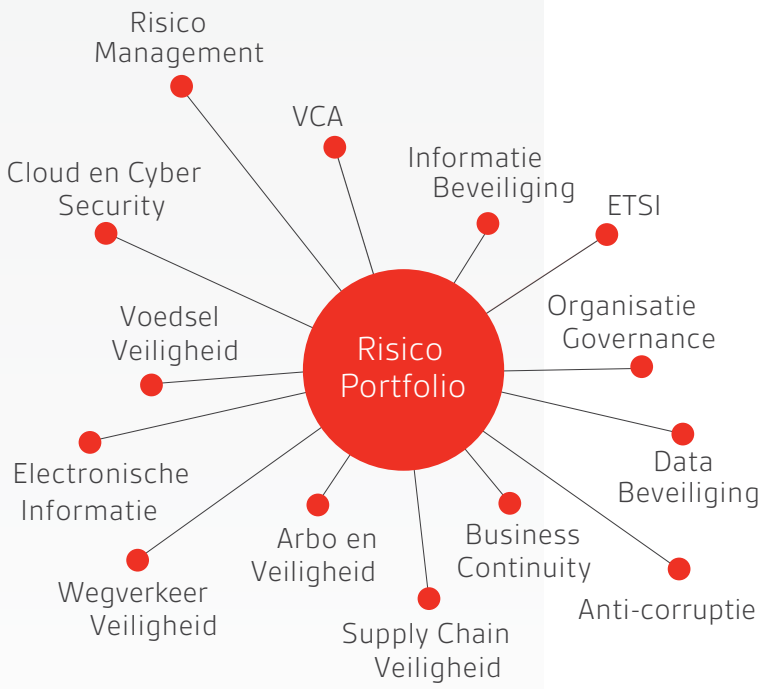 Risico
Management
VCA
Informatie
Beveiliging
Cloud en Cyber
Security
ETSI
Organisatie
Governance
Voedsel
Veiligheid
Risico
Portfolio
Data
Beveiliging
Electronische
Informatie
Arbo en
Veiligheid
Business
Continuity
Wegverkeer
Veiligheid
Anti-corruptie
Supply Chain
Veiligheid